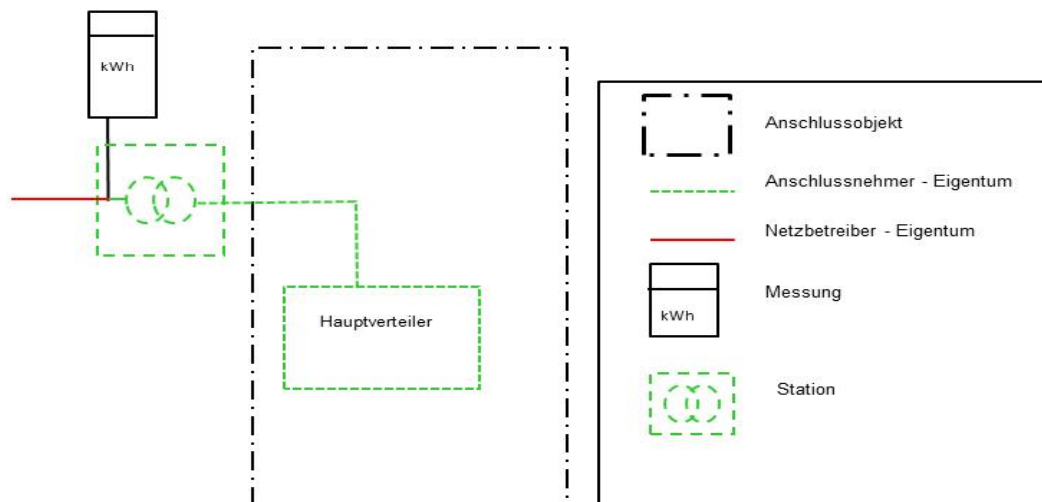 kWh
Hauptverteiler
Anschlussobjekt
Anschlussnehmer - Eigentum
Netzbetreiber - Eigentum
Messung
kWh
Station